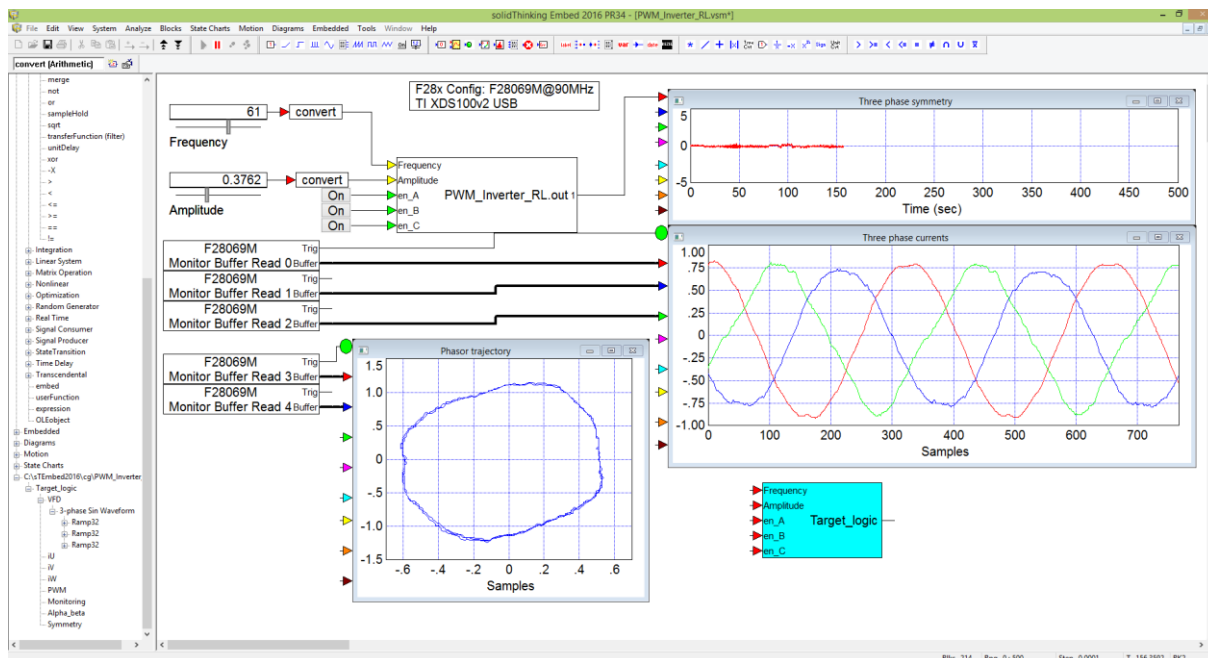 solidThinking Embed 2016 PR34 - [PWM_Inverter_RL.vsm*]
File Edit View System Analyze Blocks State Charts Motion Diagrams Embedded Tools Window Help
convert (Arithmetic)
merge
not
or
sampleHold
sqrt
transferFunction (filter)
unitDelay
xor
-X
>
<
<=
>=
==
!=
Integration
Linear System
Matrix Operation
Nonlinear
Optimization
Random Generator
Real Time
Signal Consumer
Signal Producer
StateTransition
Time Delay
Transcendental
embed
userFunction
expression
OLEobject
Embedded
Diagrams
Motion
State Charts
C:\sTEmbed2016\cg\PWM_Inverter_
Target_logic
VFD
3-phase Sin Waveform
Ramp32
Ramp32
Ramp32
iU
iV
iW
PWM
Monitoring
Alpha_beta
Symmetry
F28x Config: F28069M@90MHz
TI XDS100v2 USB
61
convert
Frequency
0.3762
convert
Amplitude
On
On
On
Frequency
Amplitude
en_A
en_B
en_C
PWM_Inverter_RL.out 1
F28069M Trig
Monitor Buffer Read 0 Buffer
F28069M Trig
Monitor Buffer Read 1 Buffer
F28069M Trig
Monitor Buffer Read 2 Buffer
F28069M Trig
Monitor Buffer Read 3 Buffer
F28069M Trig
Monitor Buffer Read 4 Buffer
Three phase symmetry
5
0
-5
0 50 100 150 200 250 300 350 400 450 500
Time (sec)
Three phase currents
1.00
.75
.50
.25
0
-.25
-.50
-.75
-1.00
0 100 200 300 400 500 600 700
Samples
Phasor trajectory
1.5
1.0
.5
0
-.5
-1.0
-1.5
-.6 -.4 -.2 0 .2 .4 .6
Samples
Frequency
Amplitude
en_A
en_B
en_C
Target_logic